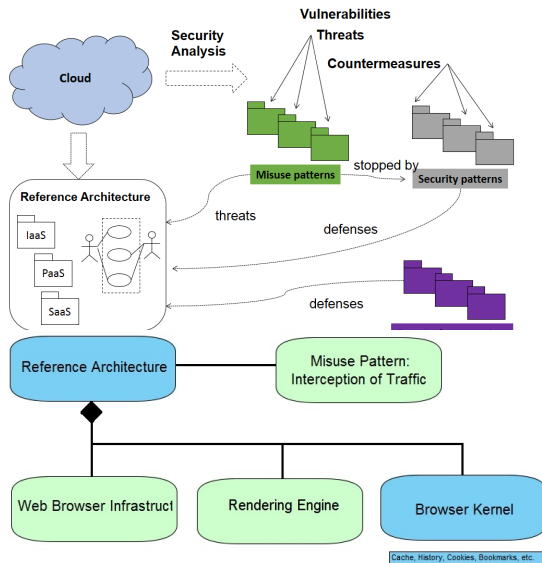 Vulnerabilities
Threats
Countermeasures
Security
Analysis
Cloud
Misuse patterns
stopped by
Security patterns
Reference Architecture
threats
defenses
IaaS
PaaS
SaaS
defenses
Reference Architecture
Misuse Pattern:
Interception of Traffic
Web Browser Infrastruct
Rendering Engine
Browser Kernel
Cache, History, Cookies, Bookmarks, etc.